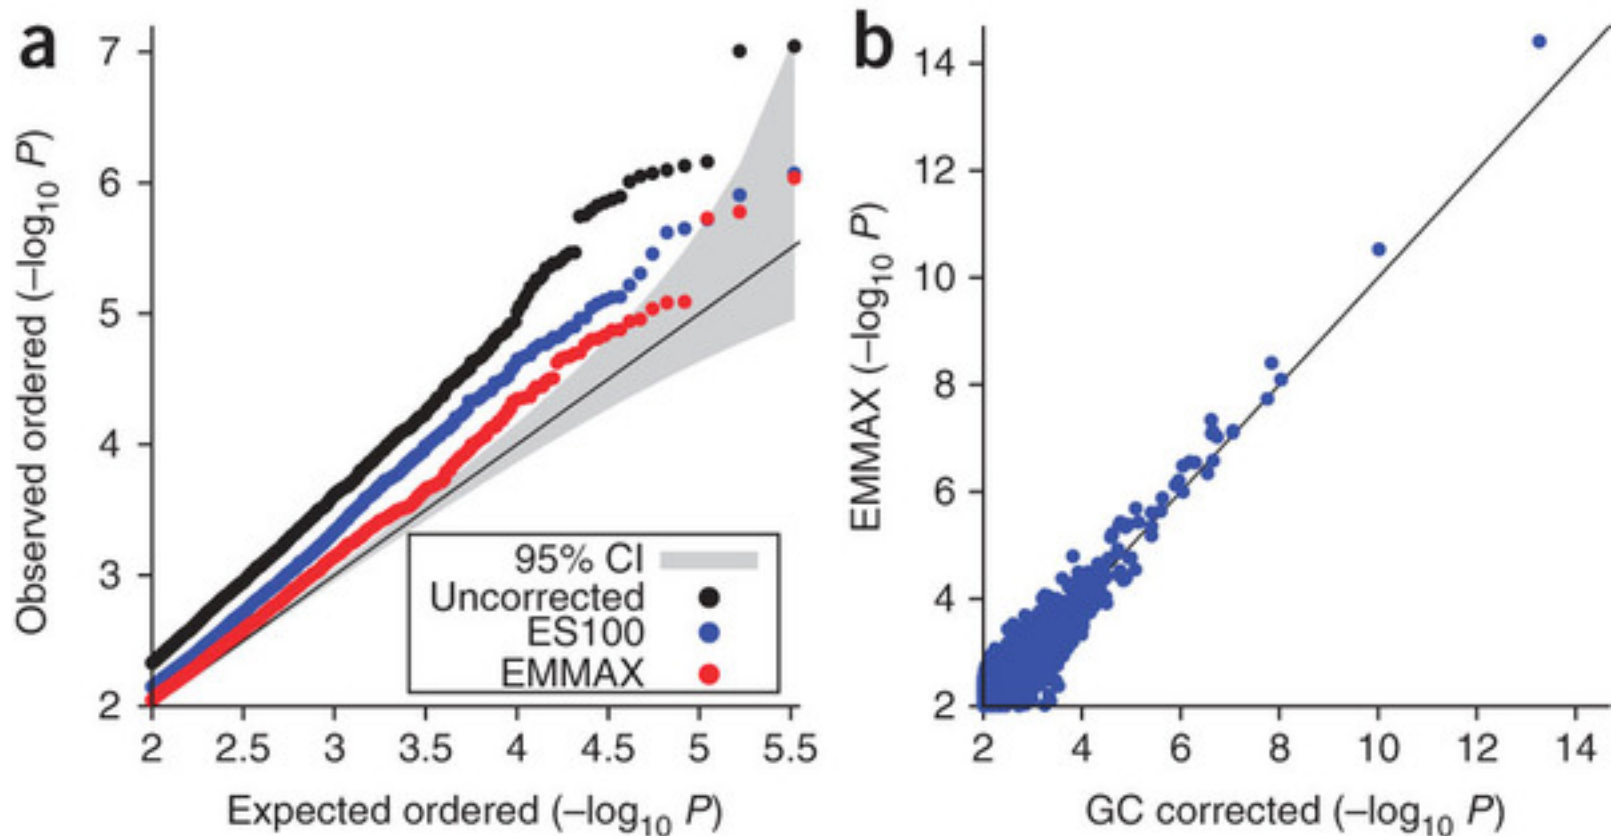 a
7
6
5
4
3
2
Observed ordered (–log10 P)
2 2.5 3 3.5 4 4.5 5 5.5
Expected ordered (–log10 P)
95% CI
Uncorrected
ES100
EMMAX
b
14
12
10
8
6
4
2
EMMAX (–log10 P)
2 4 6 8 10 12 14
GC corrected (–log10 P)